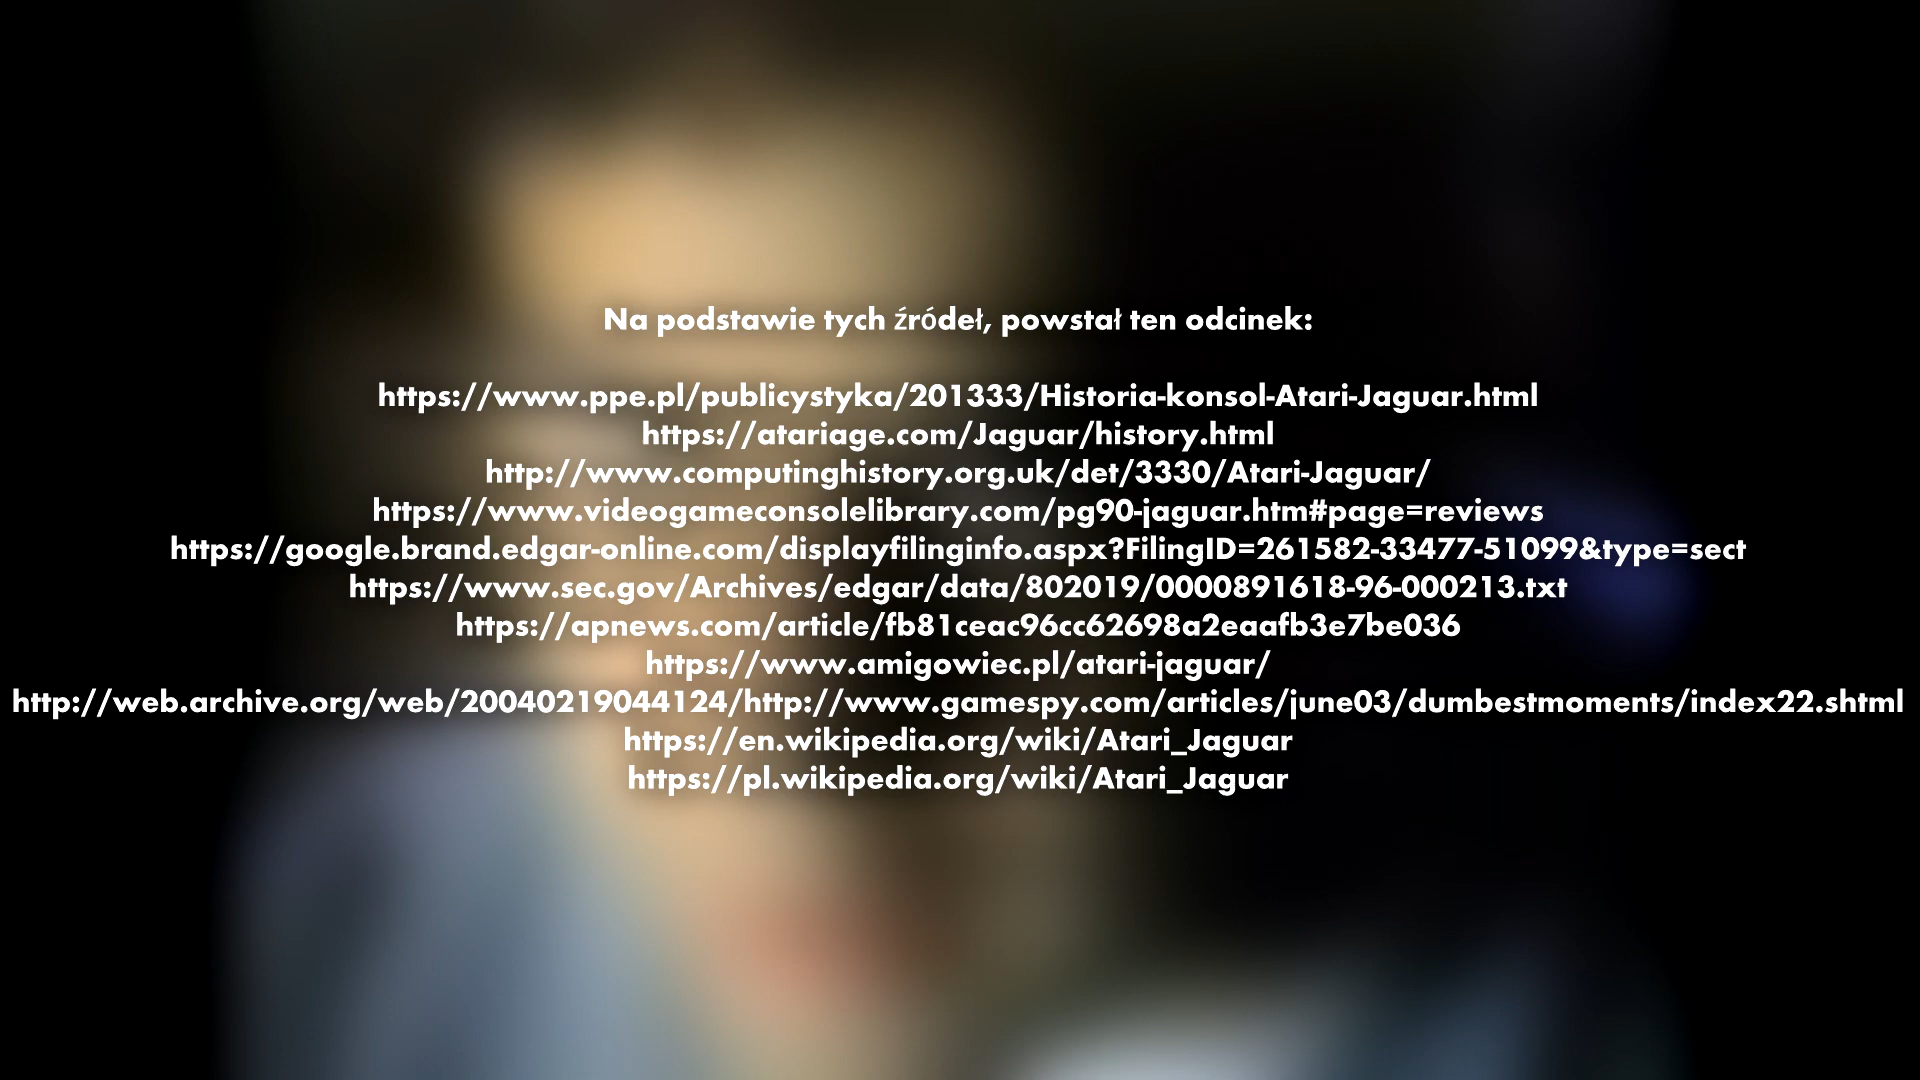 Na podstawie tych źródeł, powstał ten odcinek:
https://www.ppe.pl/publicystyka/201333/Historia-konsol-Atari-Jaguar.html
https://atariage.com/Jaguar/history.html
http://www.computinghistory.org.uk/det/3330/Atari-Jaguar/
https://www.videogameconsolelibrary.com/pg90-jaguar.htm#page=reviews
https://google.brand.edgar-online.com/displayfilinginfo.aspx?FilingID=261582-33477-51099&type=sect
https://www.sec.gov/Archives/edgar/data/802019/0000891618-96-000213.txt
https://apnews.com/article/fb81ceac96cc62698a2eaafb3e7be036
https://www.amigowiec.pl/atari-jaguar/
http://web.archive.org/web/20040219044124/http://www.gamespy.com/articles/june03/dumbestmoments/index22.shtml
https://en.wikipedia.org/wiki/Atari_Jaguar
https://pl.wikipedia.org/wiki/Atari_Jaguar